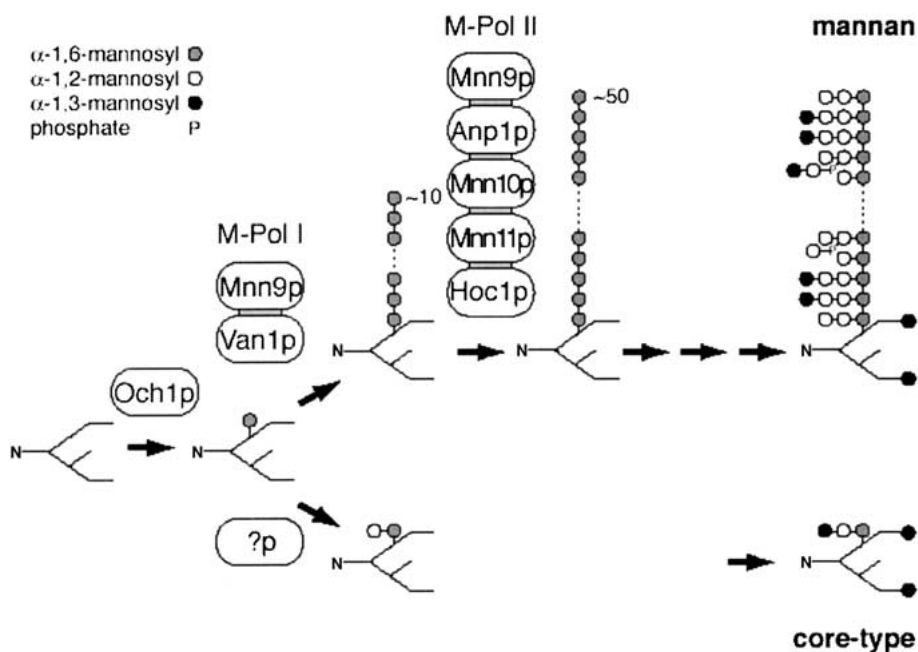 M-Pol II
mannan
α-1,6-mannosyl
α-1,2-mannosyl
α-1,3-mannosyl
phosphate P
Mnn9p
~50
Anp1p
Mnn10p
P
~10
M-Pol I
Mnn11p
P
Mnn9p
Hoc1p
Van1p
N
N
N
Och1p
N
N
?p
N
N
core-type